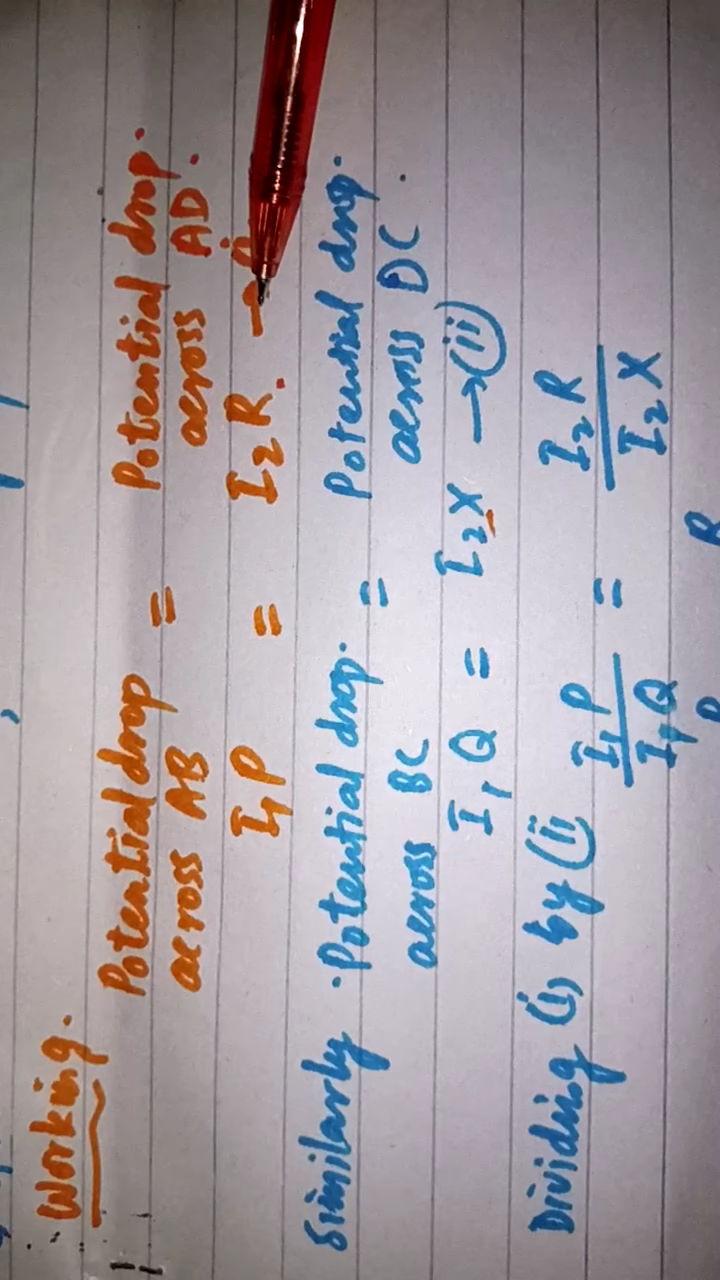 Working.
Potential drop = Potential drop.
across AB across AD.
I₁P = I₂R. →
Similarly Potential drop. = Potential drop.
across BC across DC.
I₁Q = I₂X → (ii)
Dividing (i) by (ii
I₁P/I₁Q = I₂R/I₂X